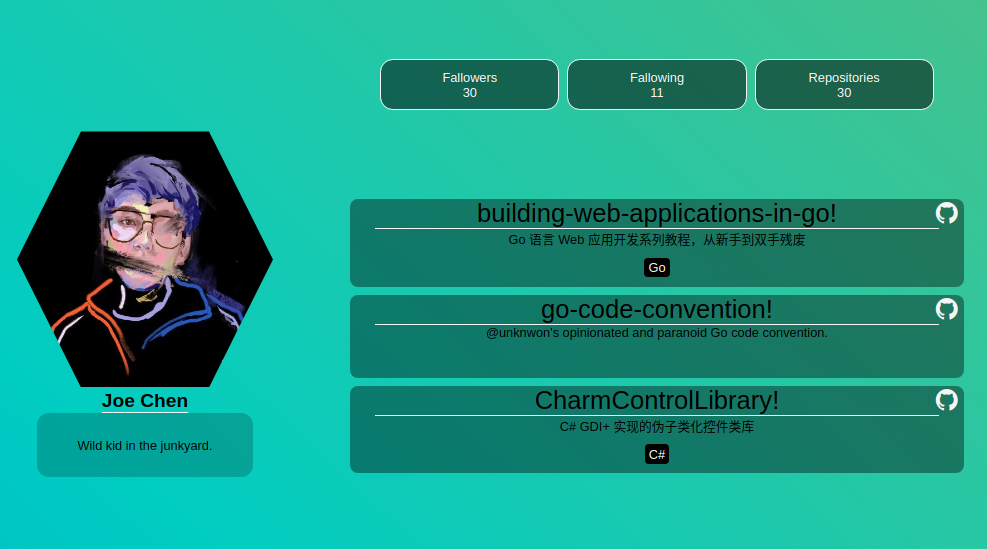 Fallowers
30
Fallowing
11
Repositories
30
building-web-applications-in-go!
Go 语言 Web 应用开发系列教程，从新手到双手残废
Go
go-code-convention!
@unknwon's opinionated and paranoid Go code convention.
CharmControlLibrary!
C# GDI+ 实现的伪子类化控件类库
C#
Joe Chen
Wild kid in the junkyard.